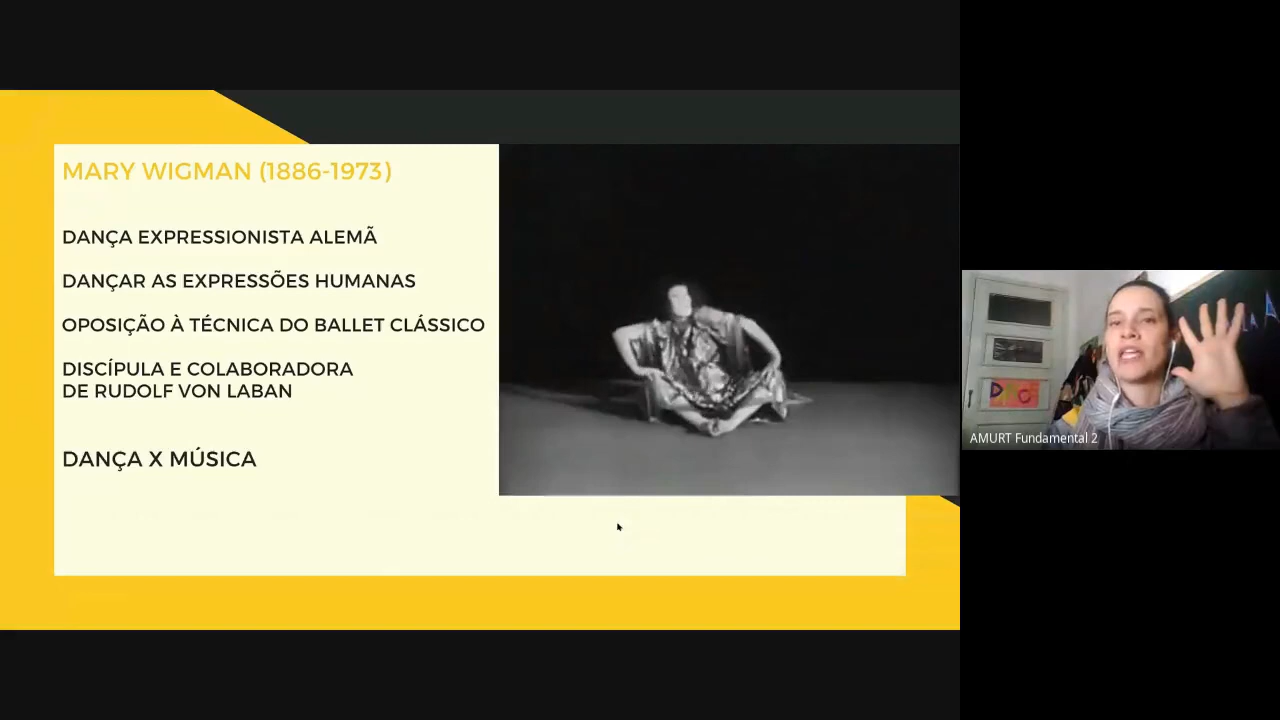 MARY WIGMAN (1886-1973)
DANÇA EXPRESSIONISTA ALEMÃ
DANÇAR AS EXPRESSÕES HUMANAS
OPOSIÇÃO À TÉCNICA DO BALLET CLÁSSICO
DISCÍPULA E COLABORADORA
DE RUDOLF VON LABAN
DANÇA X MÚSICA
AMURT Fundamental 2